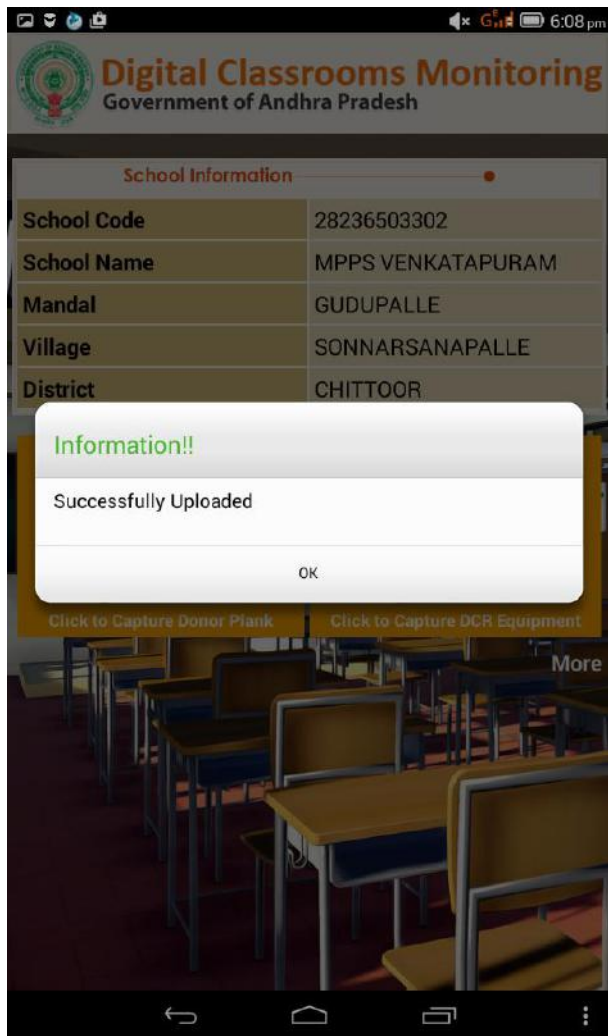 6:08 pm
Digital Classrooms Monitoring
Government of Andhra Pradesh
School Information
School Code 28236503302
School Name MPPS VENKATAPURAM
Mandal GUDUPALLE
Village SONNARSANAPALLE
District CHITTOOR
Information!!
Successfully Uploaded
OK
Click to Capture Donor Plank Click to Capture DCR Equipment
More